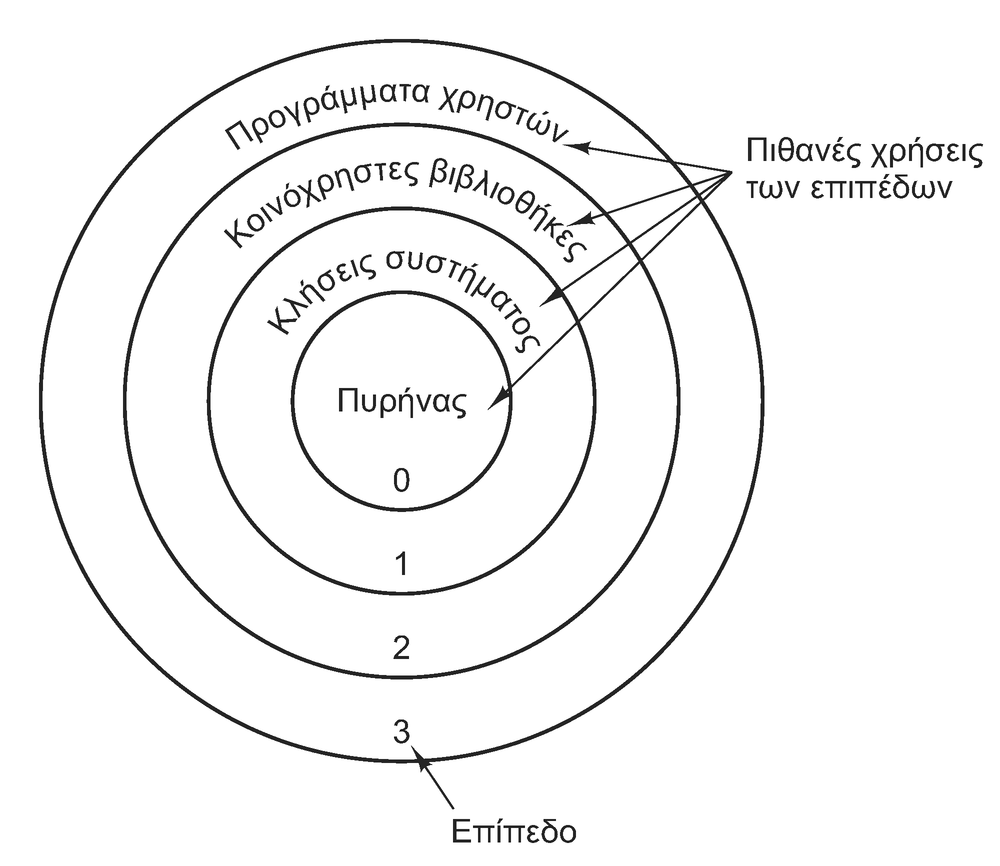 Προγράμματα χρηστών
Κοινόχρηστες βιβλιοθήκες
Κλήσεις συστήματος
Πυρήνας
0
1
2
3
Πιθανές χρήσεις
των επιπέδων
Επίπεδο